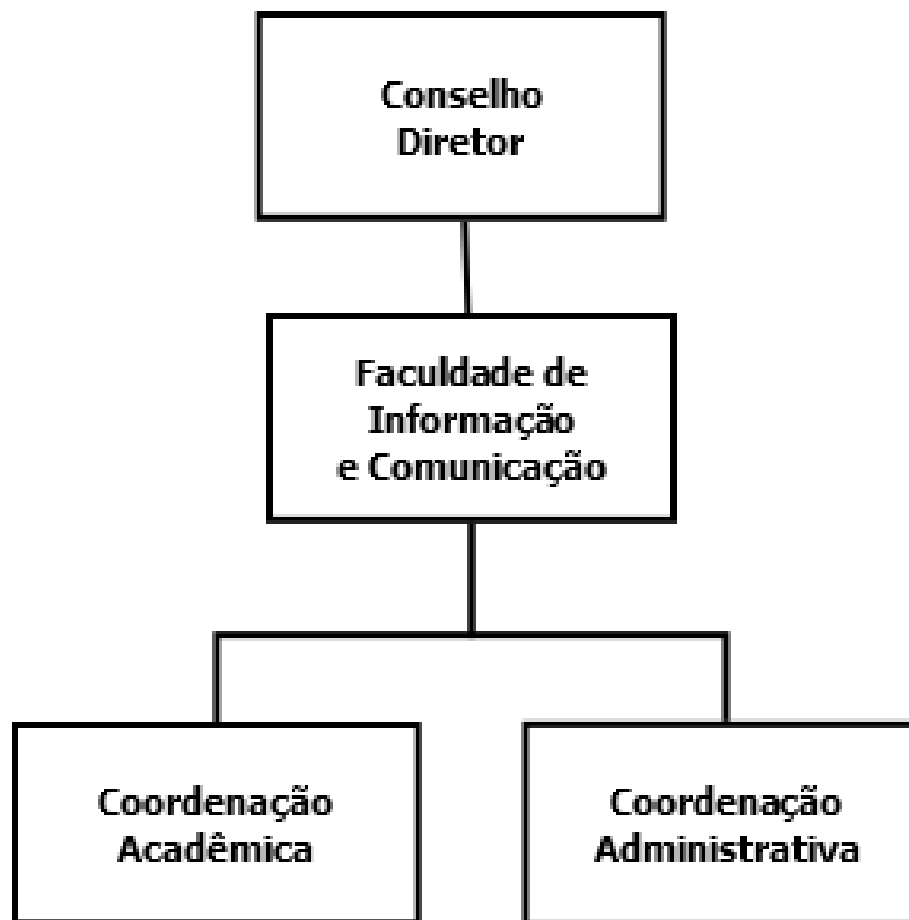 Conselho
Diretor
Faculdade de
Informação
e Comunicação
Coordenação
Acadêmica
Coordenação
Administrativa